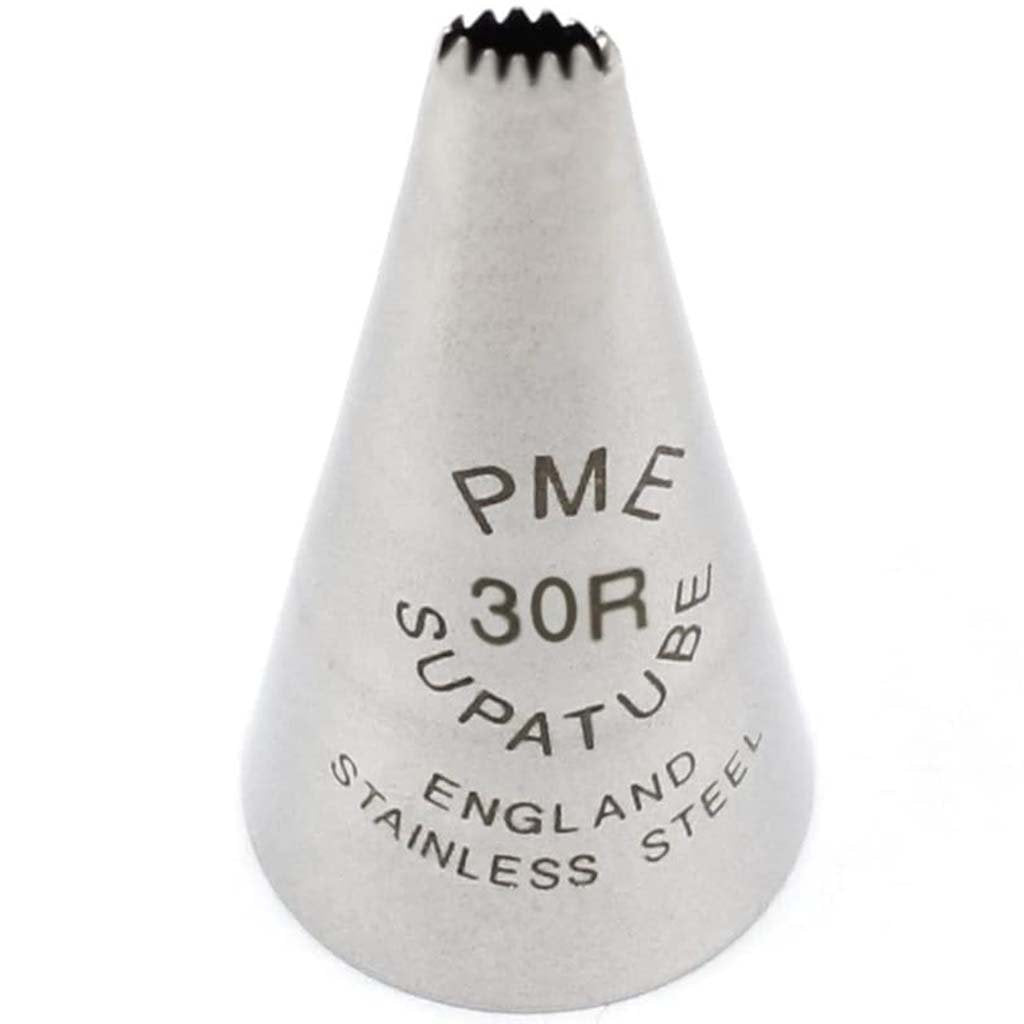 PME
30R
SUPATUBE
ENGLAND
STAINLESS STEEL